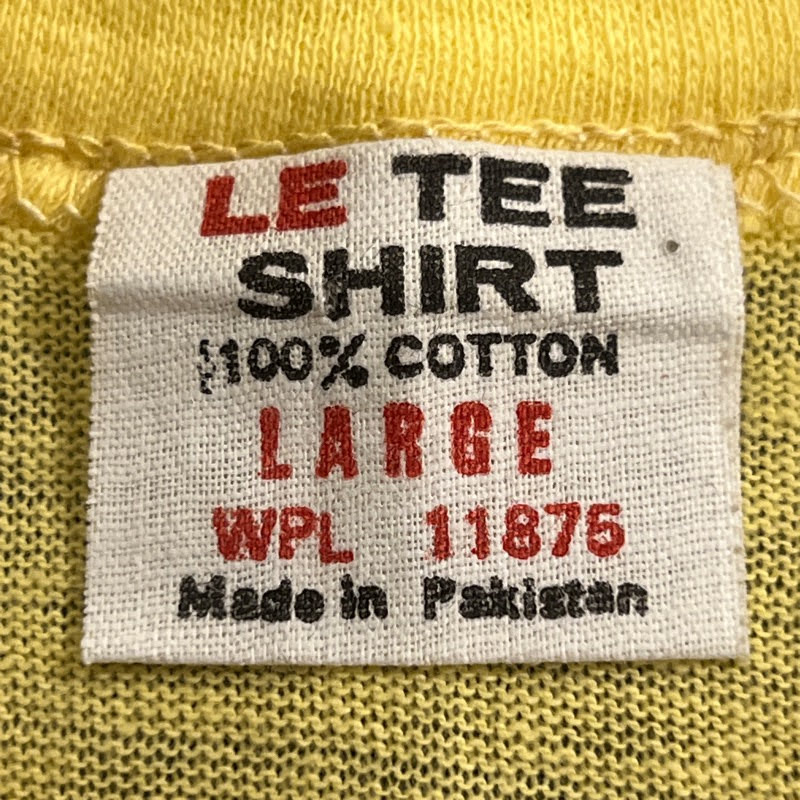 LE TEE
SHIRT
100% COTTON
LARGE
WPL 11875
Made in Pakistan